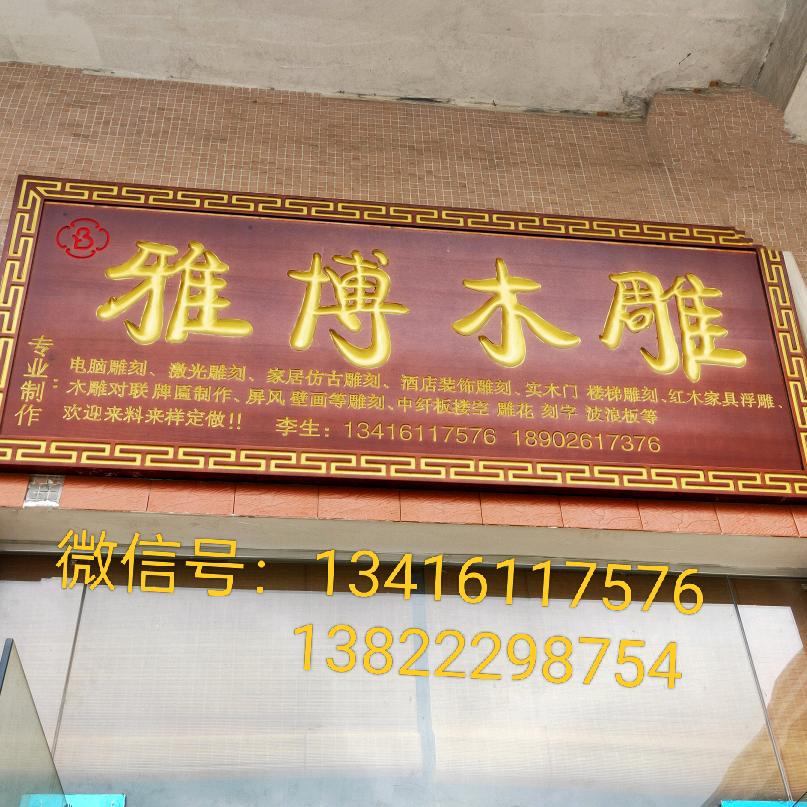 B
雅博木雕
专业制作:
电脑雕刻、激光雕刻、家居仿古雕刻、酒店装饰雕刻、实木门 楼梯雕刻、红木家具浮雕、
木雕对联 牌匾制作、屏风 壁画等雕刻、中纤板搂空 雕花 刻字 波浪板等
欢迎来料来样定做!! 李生:13416117576 18902617376
微信号:13416117576
13822298754